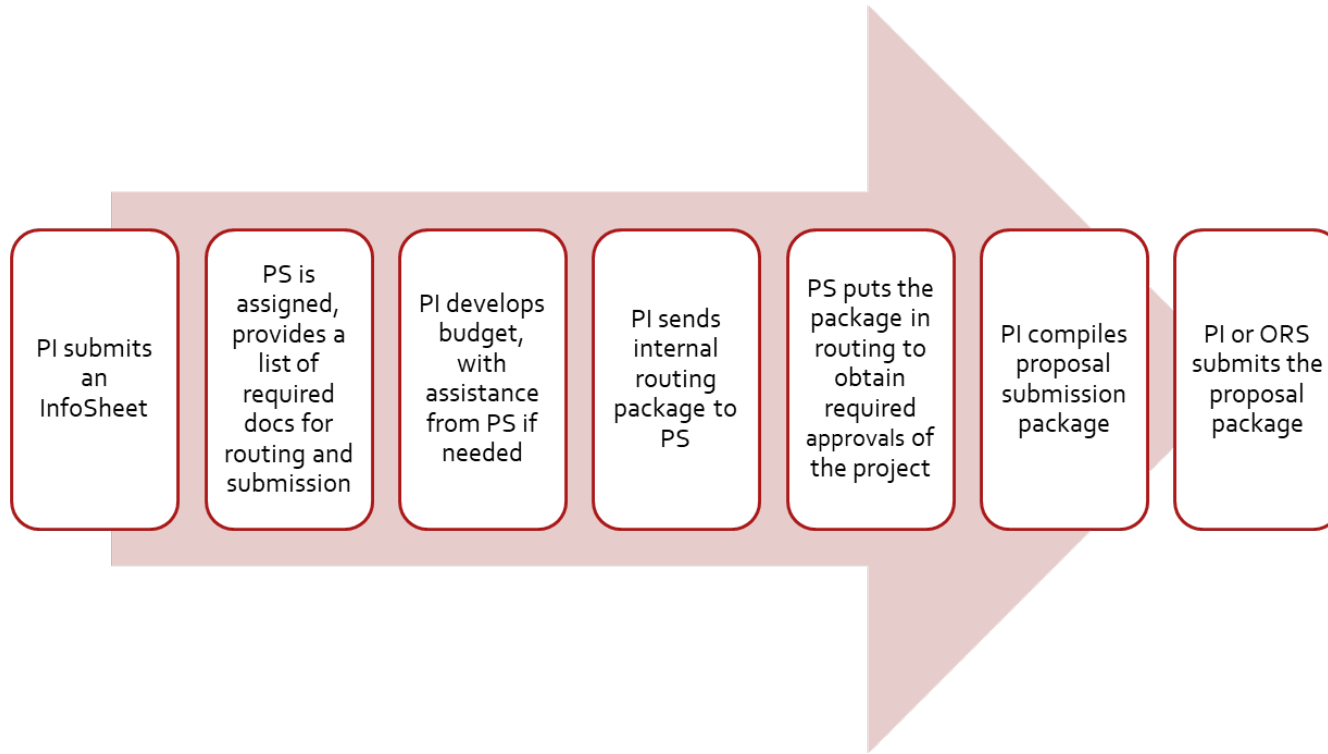 PI submits
an
InfoSheet
PS is
assigned,
provides a
list of
required
docs for
routing and
submission
PI develops
budget,
with
assistance
from PS if
needed
PI sends
internal
routing
package to
PS
PS puts the
package in
routing to
obtain
required
approvals of
the project
PI compiles
proposal
submission
package
PI or ORS
submits the
proposal
package